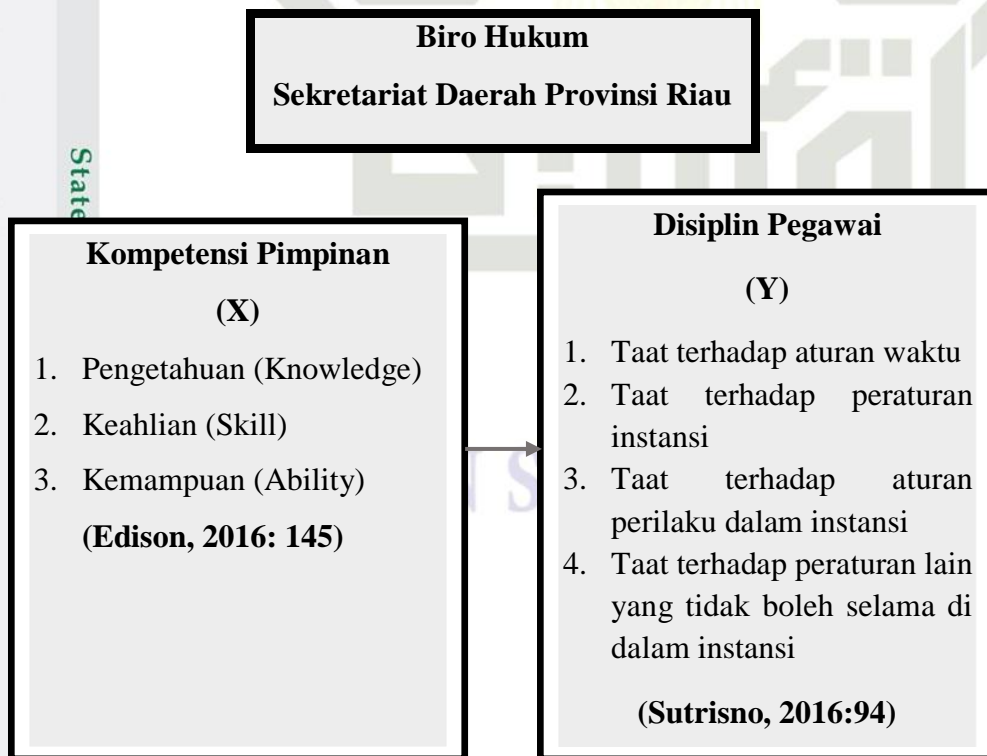 Biro Hukum
Sekretariat Daerah Provinsi Riau
State
Kompetensi Pimpinan
(X)
1. Pengetahuan (Knowledge)
2. Keahlian (Skill)
3. Kemampuan (Ability)
(Edison, 2016: 145)
Disiplin Pegawai
(Y)
1. Taat terhadap aturan waktu
2. Taat terhadap peraturan
instansi
3. Taat terhadap aturan
perilaku dalam instansi
4. Taat terhadap peraturan lain
yang tidak boleh selama di
dalam instansi
(Sutrisno, 2016:94)